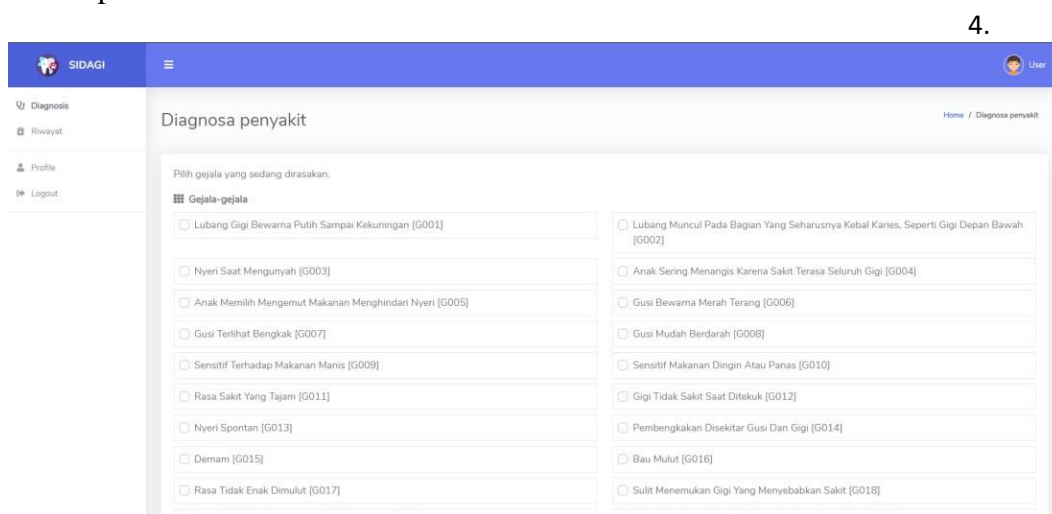 4.
SIDAGI
User
Diagnosis
Riwayat
Profile
Logout
Diagnosa penyakit
Home / Diagnosa penyakit
Pilih gejala yang sedang dirasakan.
Gejala-gejala
Lubang Gigi Bewarna Putih Sampai Kekuningan [G001]
Lubang Muncul Pada Bagian Yang Seharusnya Kebal Karies, Seperti Gigi Depan Bawah
[G002]
Nyeri Saat Mengunyah [G003]
Anak Sering Menangis Karena Sakit Terasa Seluruh Gigi [G004]
Anak Memilih Mengemut Makanan Menghindari Nyeri [G005]
Gusi Bewarna Merah Terang [G006]
Gusi Terlihat Bengkak [G007]
Gusi Mudah Berdarah [G008]
Sensitif Terhadap Makanan Manis [G009]
Sensitif Makanan Dingin Atau Panas [G010]
Rasa Sakit Yang Tajam [G011]
Gigi Tidak Sakit Saat Ditekuk [G012]
Nyeri Spontan [G013]
Pembengkakan Disekitar Gusi Dan Gigi [G014]
Demam [G015]
Bau Mulut [G016]
Rasa Tidak Enak Dimulut [G017]
Sulit Menemukan Gigi Yang Menyebabkan Sakit [G018]